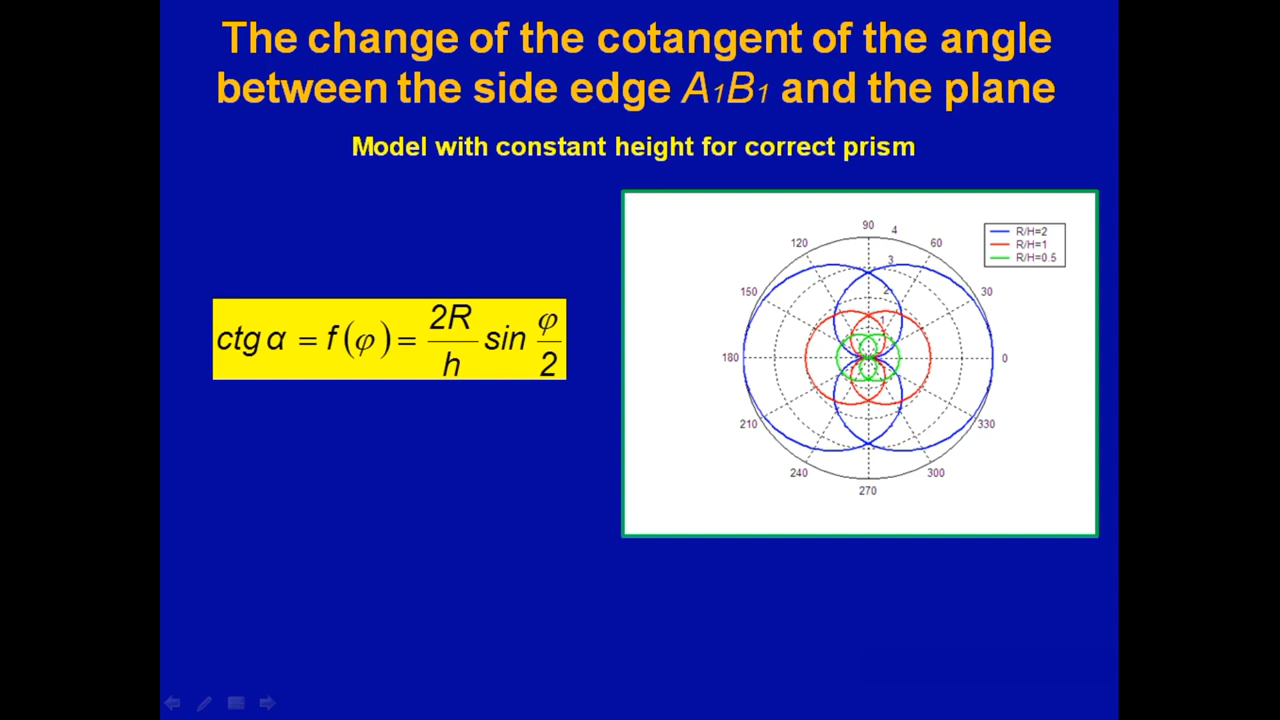 The change of the cotangent of the angle
between the side edge A₁B₁ and the plane
Model with constant height for correct prism
ctg α = f(φ) = 2R/h sin φ/2
90
4
120
60
3
150
30
2
1
180
0
210
330
240
300
270
R/H=2
R/H=1
R/H=0.5